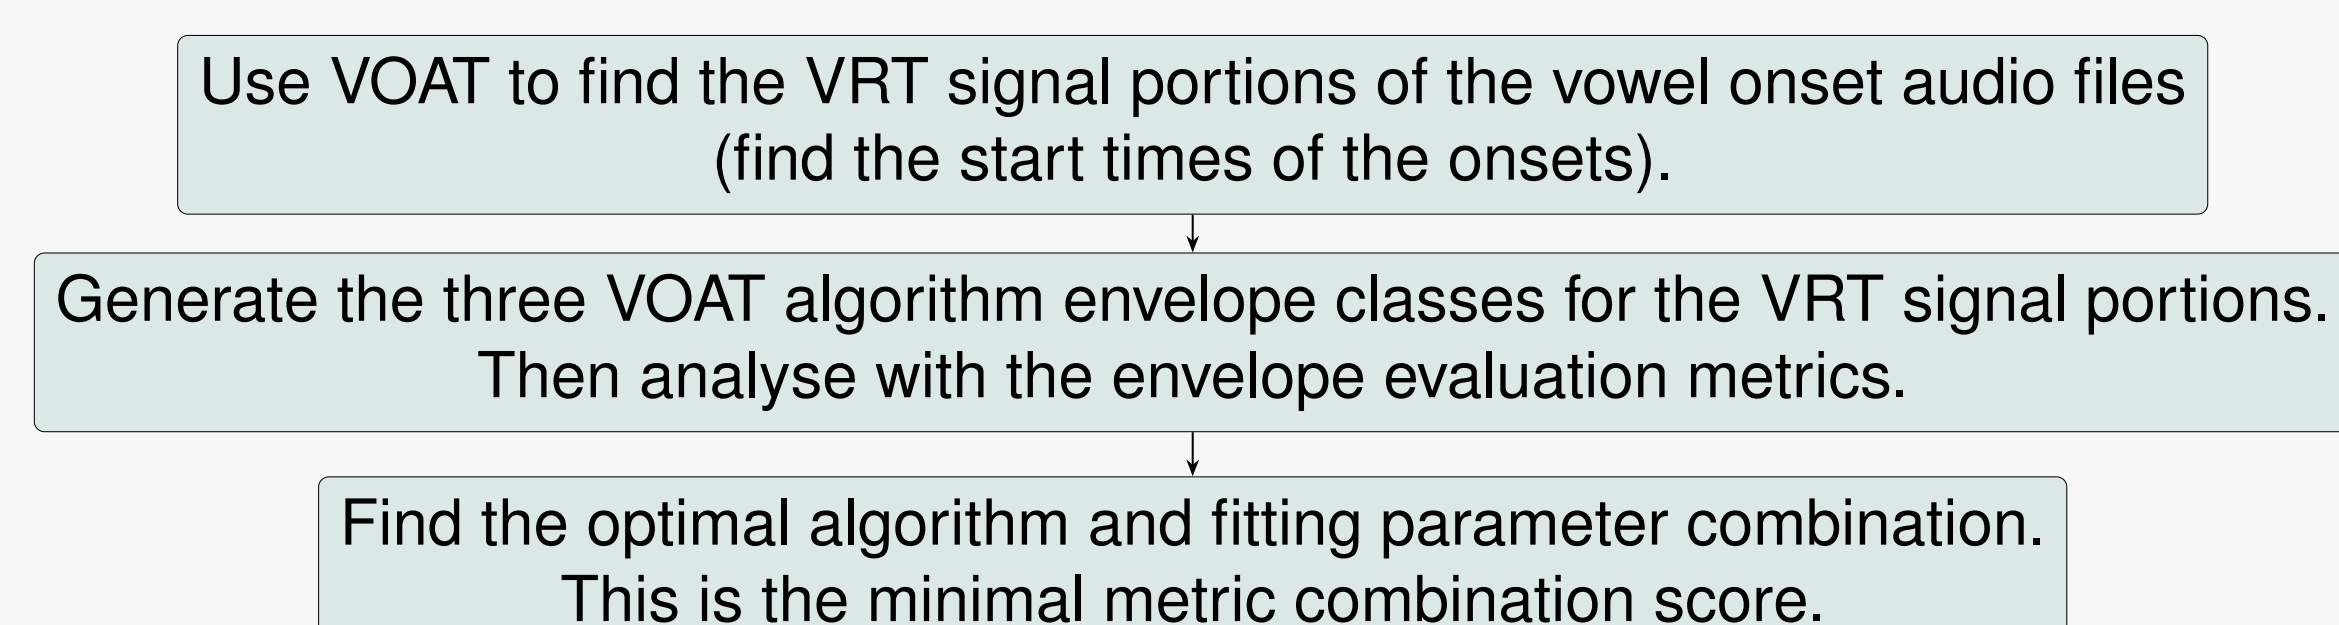 Use VOAT to find the VRT signal portions of the vowel onset audio files
(find the start times of the onsets).
Generate the three VOAT algorithm envelope classes for the VRT signal portions.
Then analyse with the envelope evaluation metrics.
Find the optimal algorithm and fitting parameter combination.
This is the minimal metric combination score.